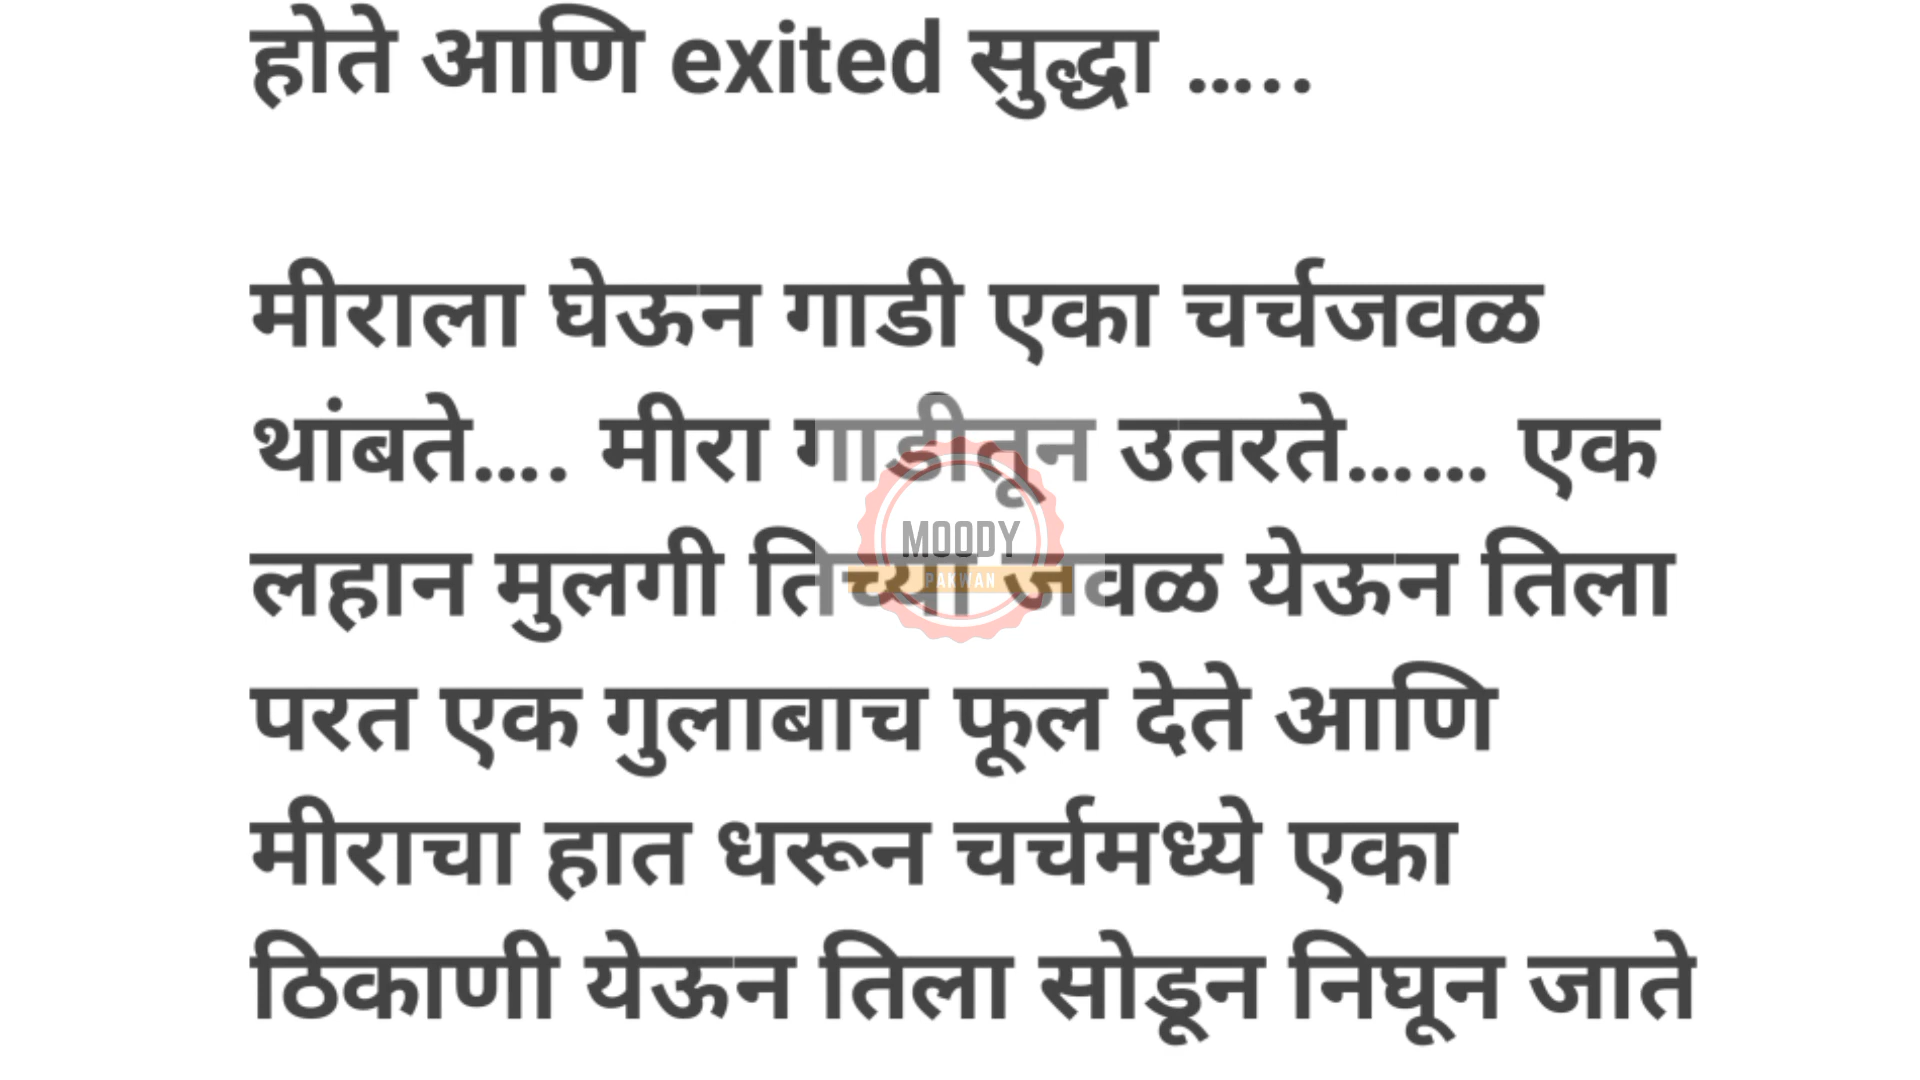 होते आणि exited सुद्धा …..
मीराला घेऊन गाडी एका चर्चजवळ
थांबते…. मीरा गाडीतून उतरते…… एक
लहान मुलगी तिच्या जवळ येऊन तिला
परत एक गुलाबाच फूल देते आणि
मीराचा हात धरून चर्चमध्ये एका
ठिकाणी येऊन तिला सोडून निघून जाते
MOODY
PAKWAN